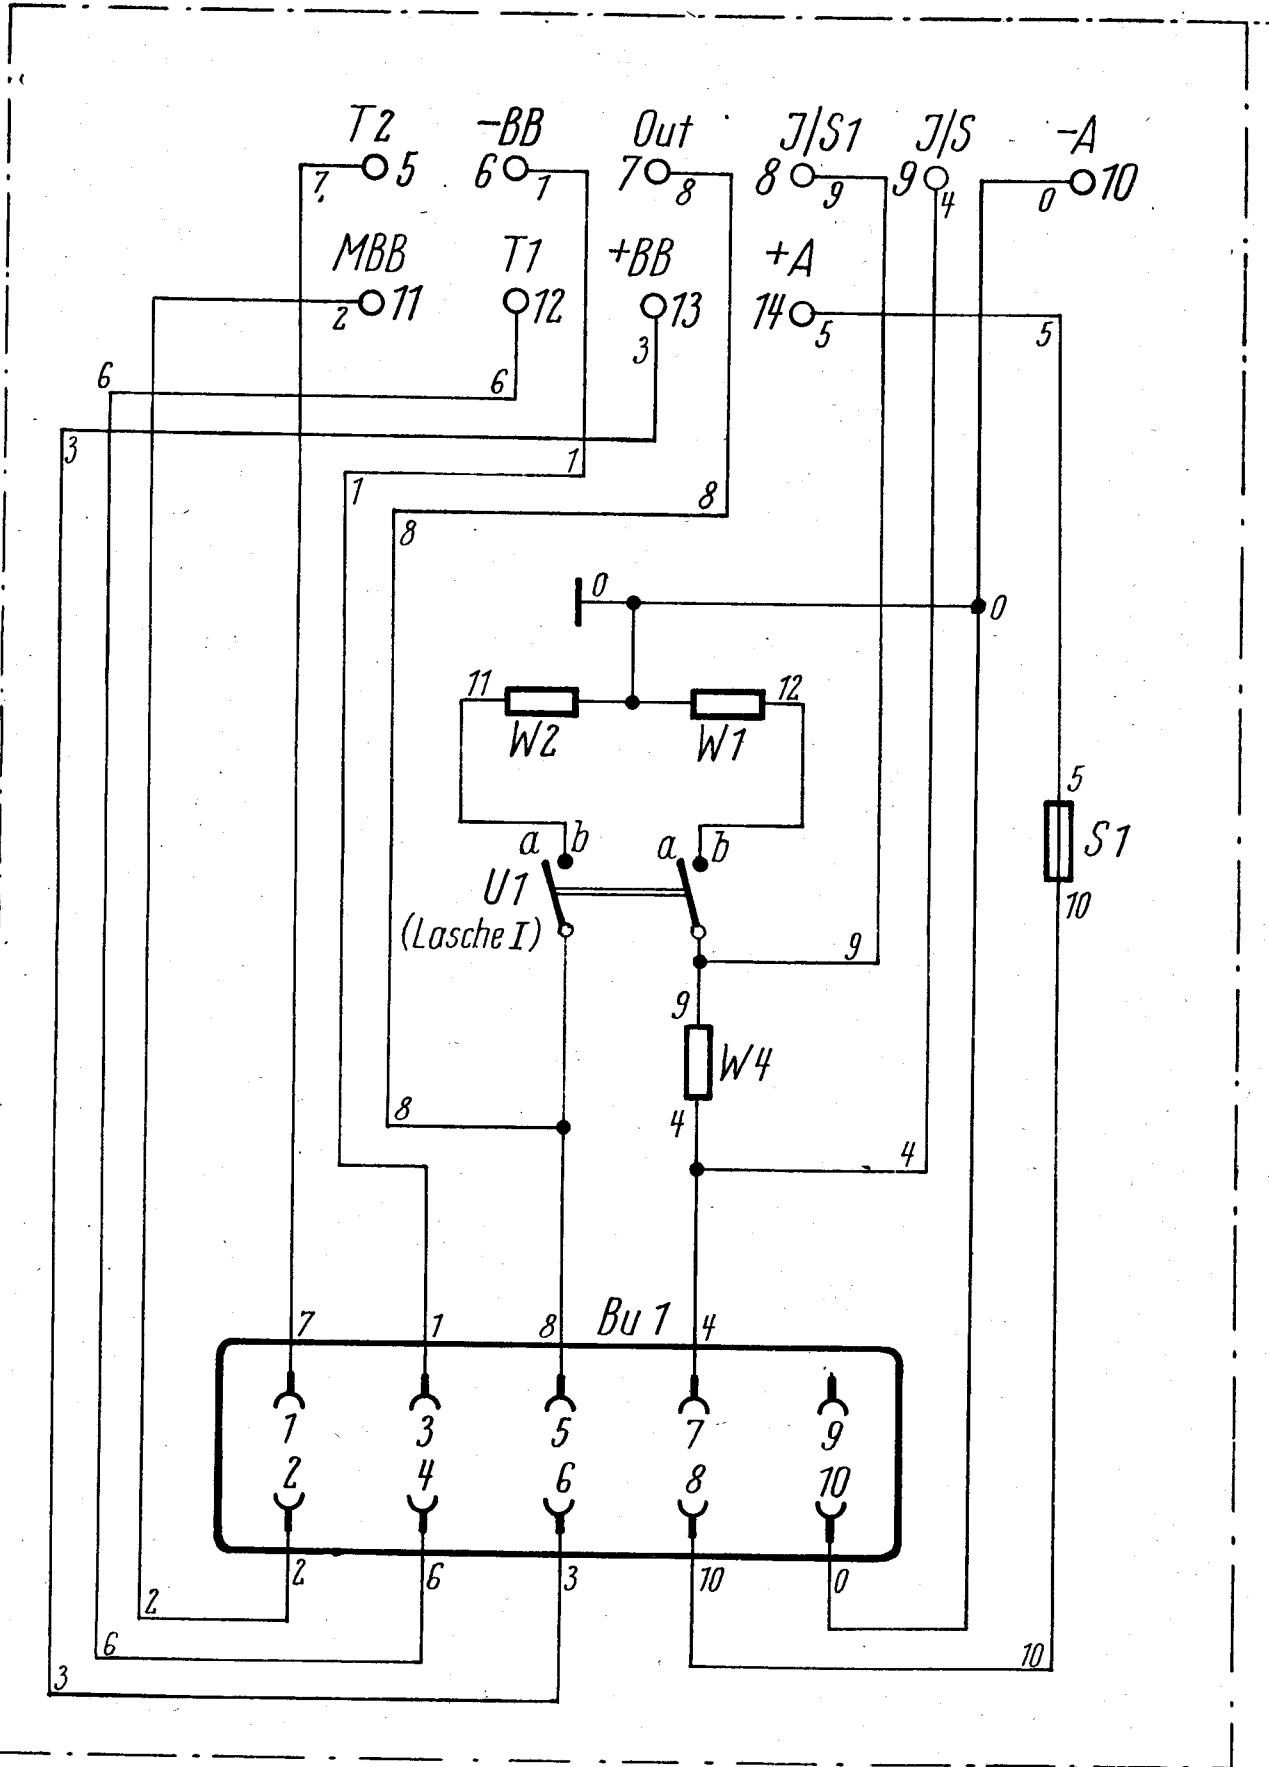 T2 -BB Out J/S1 J/S -A
5 6 7 8 9 10
7 1 8 9 4 0
MBB T1 +BB +A
11 12 13 14
2 3 5 5
6 6
3 1
1 8
8
0 0
11 12
W2 W1
5
a b a b S1
U1
(Lasche I) 10
9
9
W4
8 4
4
7 1 8 Bu 1 4
1 3 5 7 9
2 4 6 8 10
2 6 3 10 0
2
6 10
3